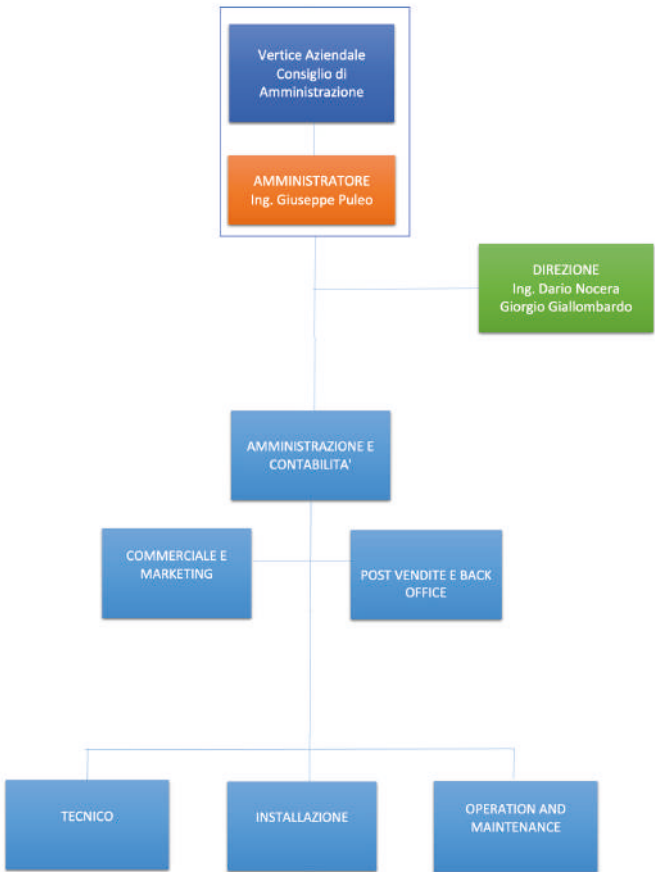 Vertice Aziendale
Consiglio di
Amministrazione
AMMINISTRATORE
Ing. Giuseppe Puleo
DIREZIONE
Ing. Dario Nocera
Giorgio Giallombardo
AMMINISTRAZIONE E
CONTABILITA'
COMMERCIALE E
MARKETING
POST VENDITE E BACK
OFFICE
TECNICO
INSTALLAZIONE
OPERATION AND
MAINTENANCE